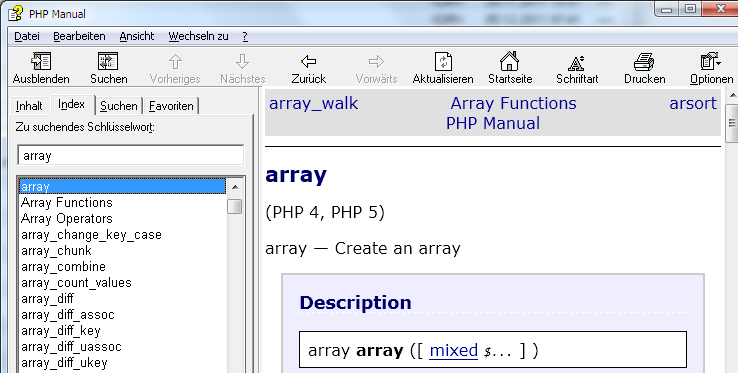 PHP Manual
Datei Bearbeiten Ansicht Wechseln zu ?
Ausblenden Suchen Vorheriges Nächstes Zurück Vorwärts Aktualisieren Startseite Schriftart Drucken Optionen
Inhalt Index Suchen Favoriten
Zu suchendes Schlüsselwort:
array
array
Array Functions
Array Operators
array_change_key_case
array_chunk
array_combine
array_count_values
array_diff
array_diff_assoc
array_diff_key
array_diff_uassoc
array_diff_ukey
array_walk Array Functions arsort
PHP Manual
array
(PHP 4, PHP 5)
array — Create an array
Description
array array ([ mixed $... ] )